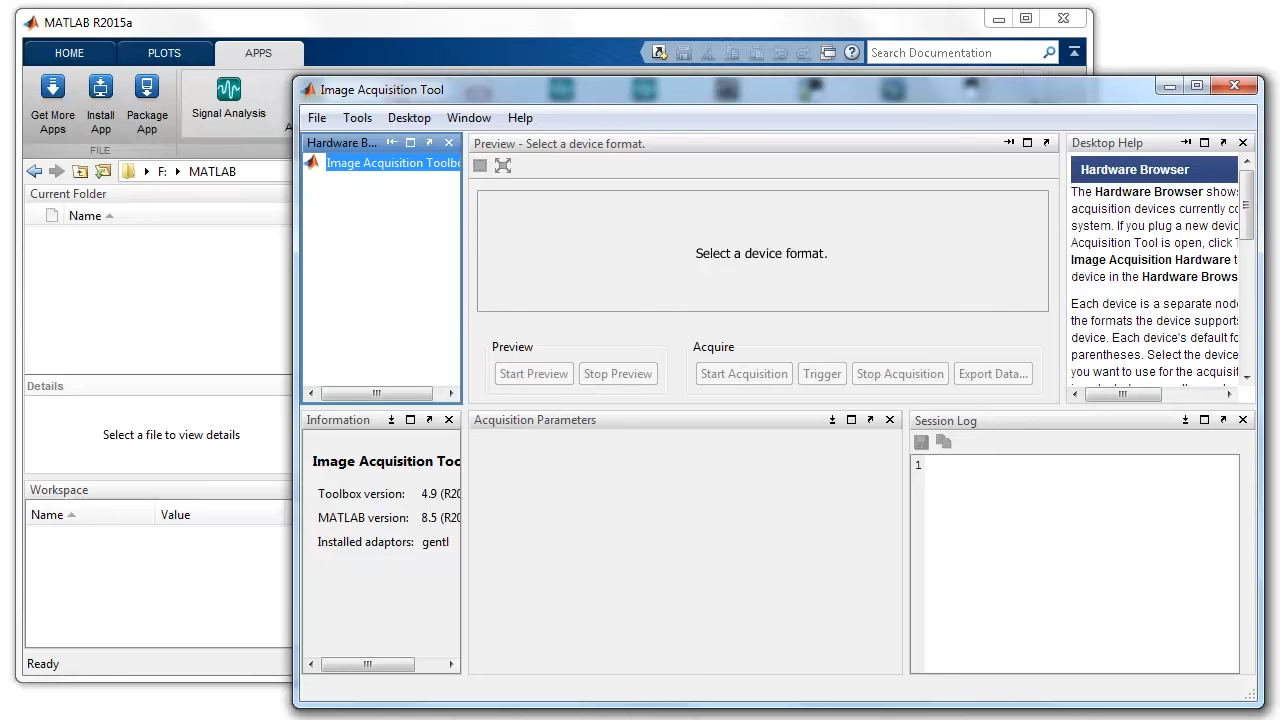 MATLAB R2015a
HOME PLOTS APPS
Search Documentation
Get More Apps
Install App
Package App
Signal Analysis
FILE
F: MATLAB
Current Folder
Name
Details
Select a file to view details
Workspace
Name Value
Ready
Image Acquisition Tool
File Tools Desktop Window Help
Hardware B...
Image Acquisition Toolbo
Preview - Select a device format.
Select a device format.
Preview
Start Preview Stop Preview
Acquire
Start Acquisition Trigger Stop Acquisition Export Data...
Desktop Help
Hardware Browser
The Hardware Browser shows
acquisition devices currently co
system. If you plug a new devic
Acquisition Tool is open, click
Image Acquisition Hardware
device in the Hardware Brows
Each device is a separate node
the formats the device supports
device. Each device's default fo
parentheses. Select the device
you want to use for the acquisit
Information
Image Acquisition Too
Toolbox version: 4.9 (R20
MATLAB version: 8.5 (R20
Installed adaptors: gentl
Acquisition Parameters
Session Log
1